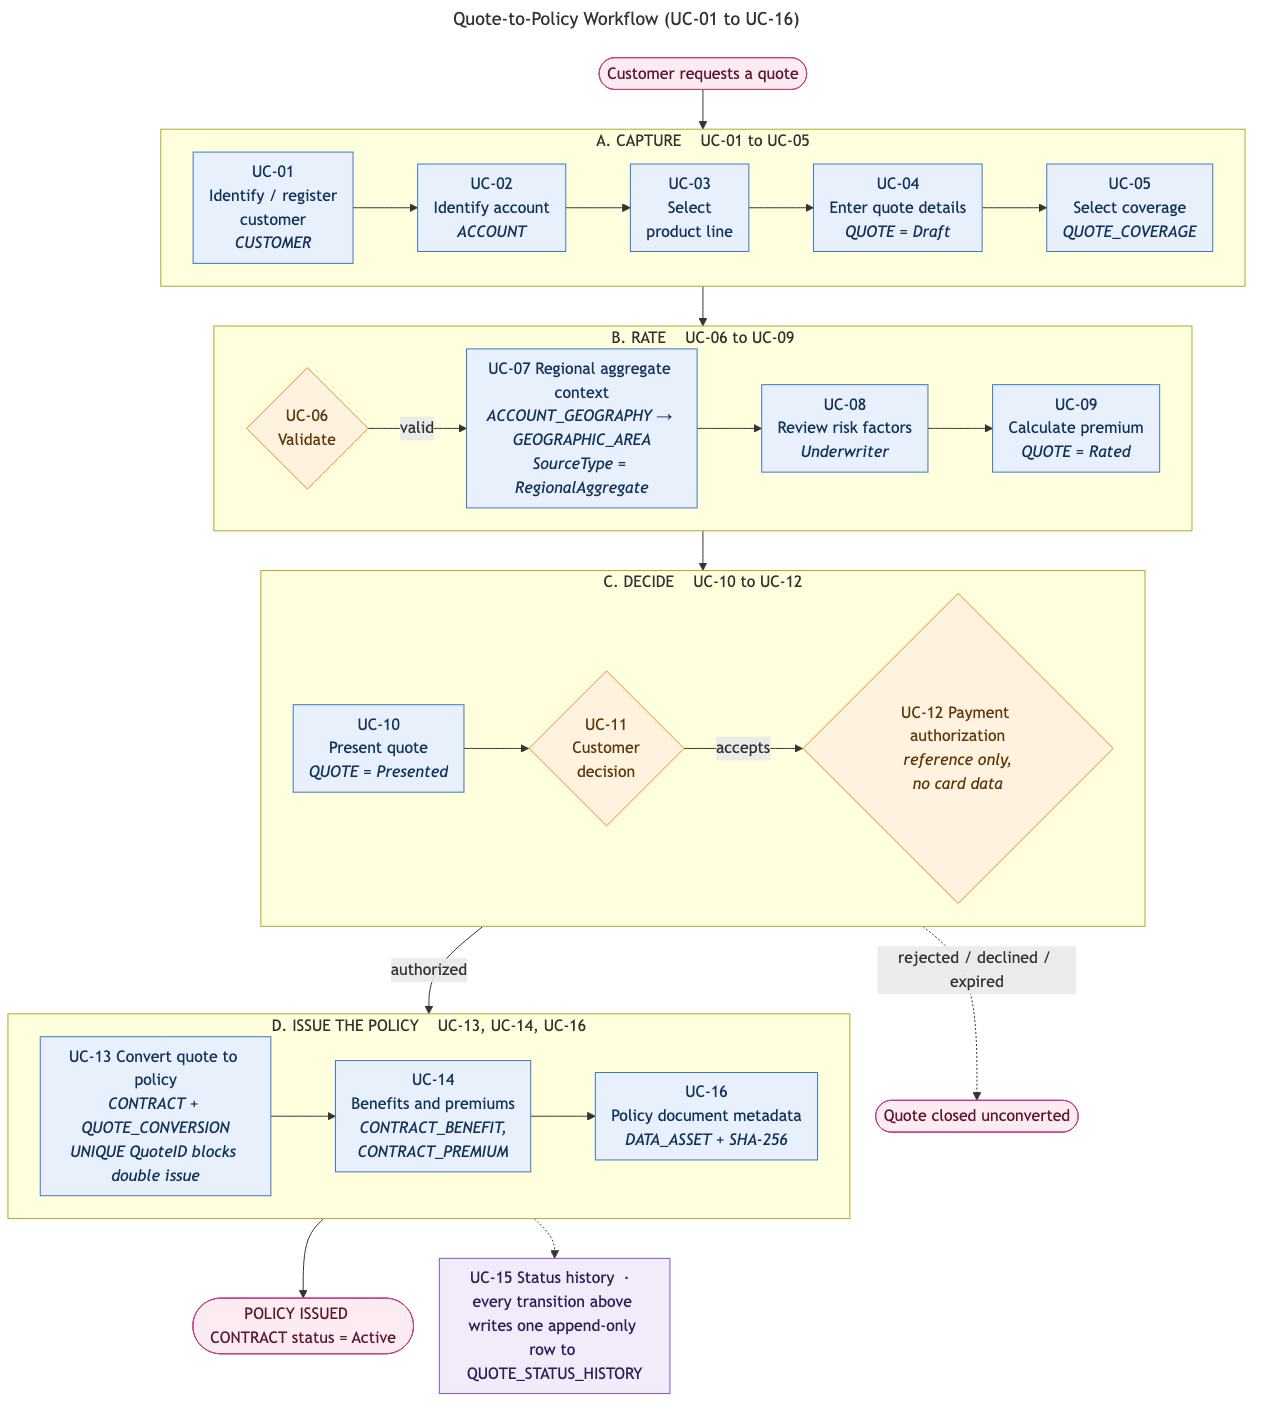 Quote-to-Policy Workflow (UC-01 to UC-16)
Customer requests a quote
A. CAPTURE UC-01 to UC-05
UC-01
Identify / register
customer
CUSTOMER
UC-02
Identify account
ACCOUNT
UC-03
Select
product line
UC-04
Enter quote details
QUOTE = Draft
UC-05
Select coverage
QUOTE_COVERAGE
B. RATE UC-06 to UC-09
UC-06
Validate
valid
UC-07 Regional aggregate
context
ACCOUNT_GEOGRAPHY →
GEOGRAPHIC_AREA
SourceType =
RegionalAggregate
UC-08
Review risk factors
Underwriter
UC-09
Calculate premium
QUOTE = Rated
C. DECIDE UC-10 to UC-12
UC-10
Present quote
QUOTE = Presented
UC-11
Customer
decision
accepts
UC-12 Payment
authorization
reference only,
no card data
authorized
rejected / declined /
expired
D. ISSUE THE POLICY UC-13, UC-14, UC-16
UC-13 Convert quote to
policy
CONTRACT +
QUOTE_CONVERSION
UNIQUE QuoteID blocks
double issue
UC-14
Benefits and premiums
CONTRACT_BENEFIT,
CONTRACT_PREMIUM
UC-16
Policy document metadata
DATA_ASSET + SHA-256
Quote closed unconverted
POLICY ISSUED
CONTRACT status = Active
UC-15 Status history ·
every transition above
writes one append-only
row to
QUOTE_STATUS_HISTORY